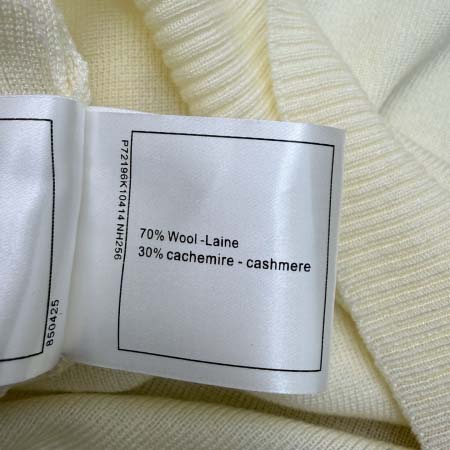 P72196K10414 NH256
70% Wool -Laine
30% cachemire - cashmere
850425